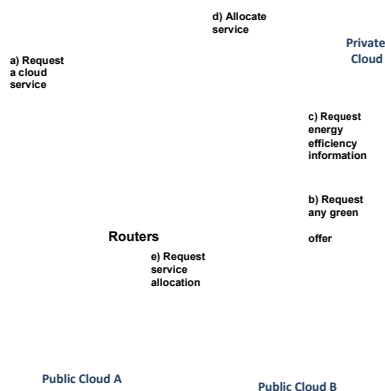 d) Allocate
service
Private
Cloud
a) Request
a cloud
service
c) Request
energy
efficiency
information
b) Request
any green
offer
Routers
e) Request
service
allocation
Public Cloud A
Public Cloud B